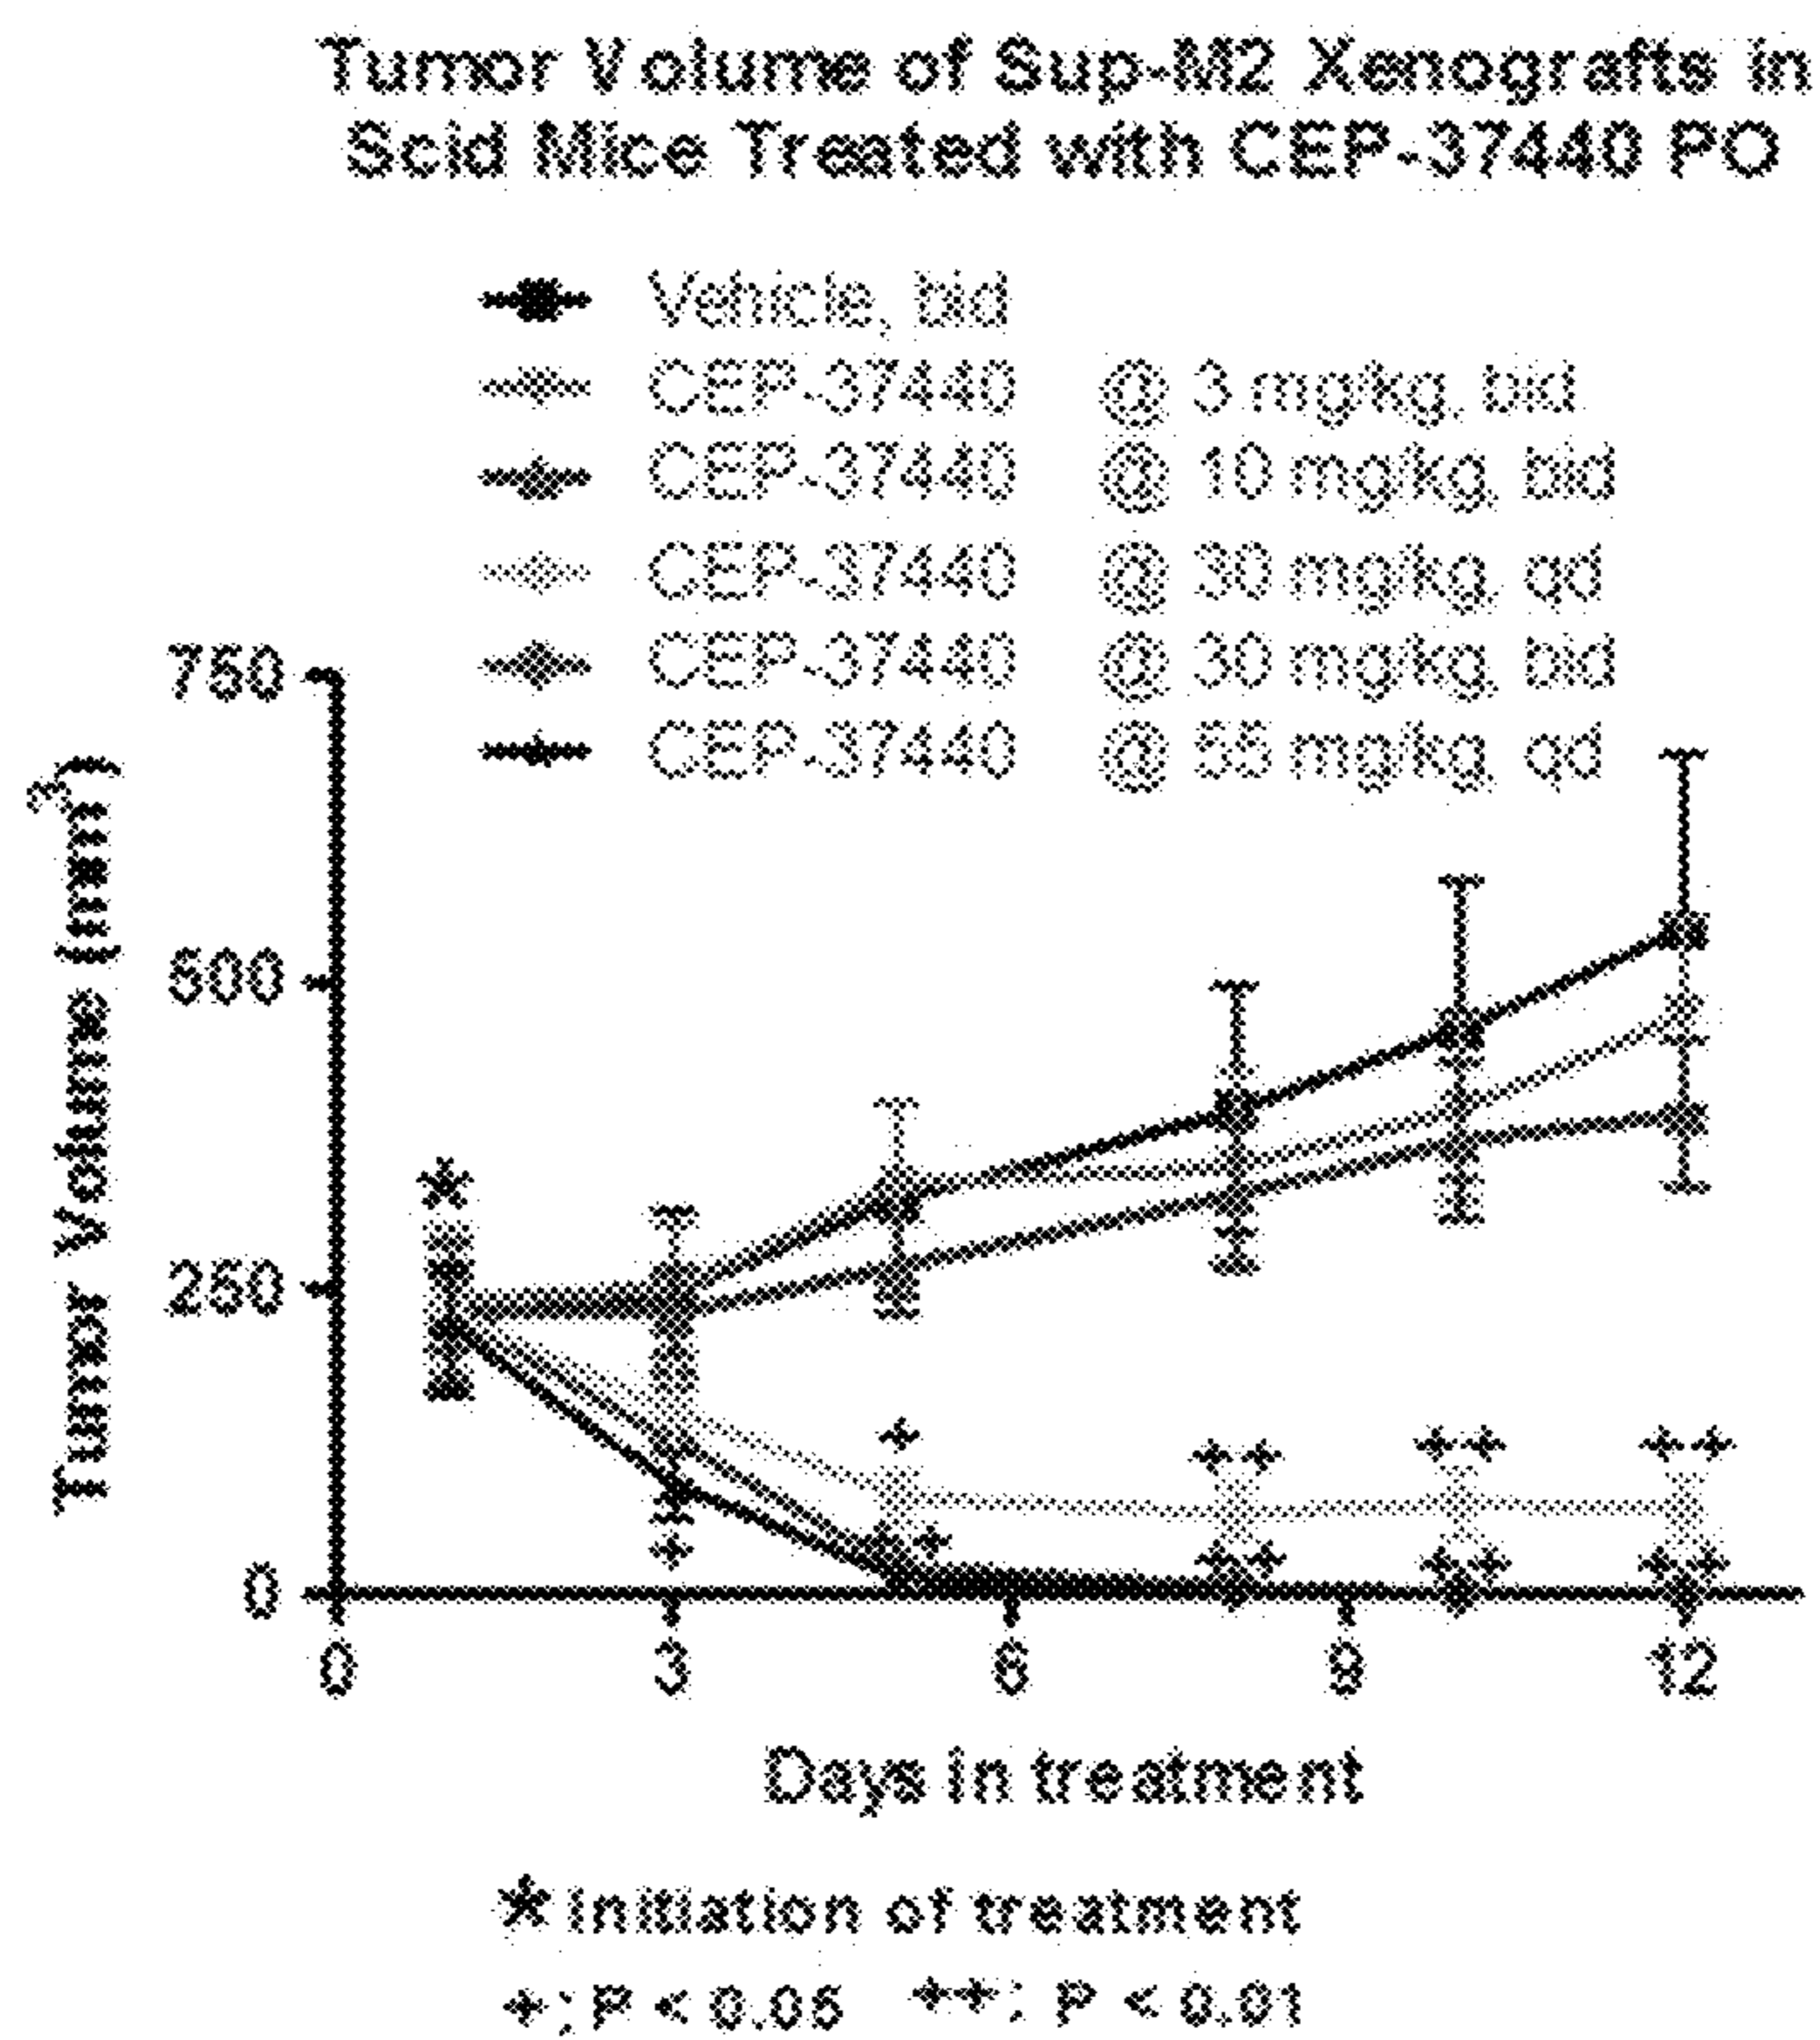 Tumor Volume of Sup-M2 Xenografts in
Scid Mice Treated with CEP-37440 PO
Vehicle, bid
CEP-37440 @ 3 mg/kg, bid
CEP-37440 @ 10 mg/kg, bid
CEP-37440 @ 30 mg/kg, qd
CEP-37440 @ 30 mg/kg, bid
CEP-37440 @ 55 mg/kg, qd
Tumor Volume (mm³)
750
500
250
0
0 3 6 9 12
Days in treatment
* Initiation of treatment
+: P < 0.05 ++: P < 0.01